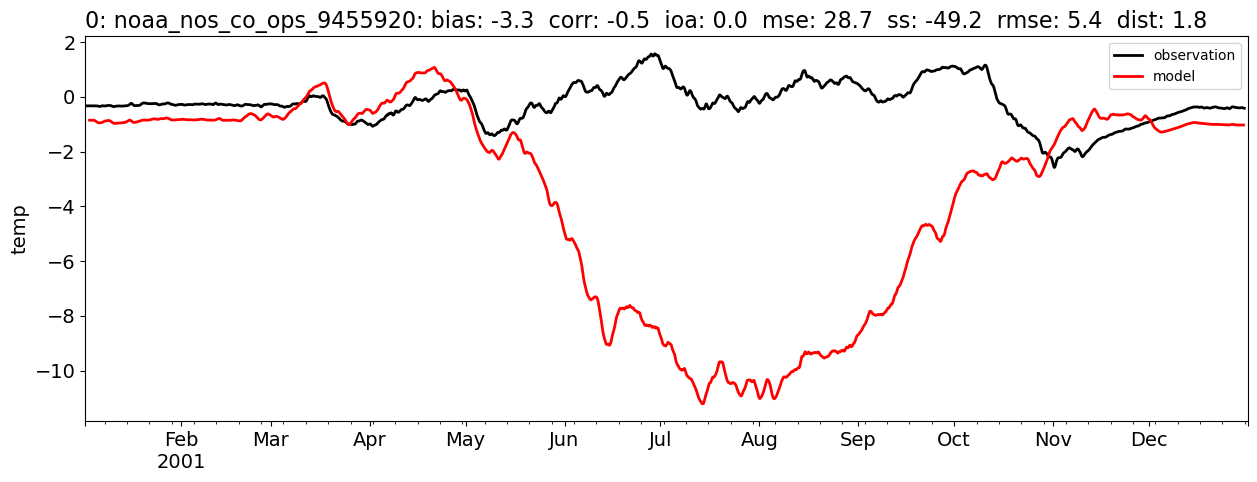 0: noaa_nos_co_ops_9455920: bias: -3.3  corr: -0.5  ioa: 0.0  mse: 28.7  ss: -49.2  rmse: 5.4  dist: 1.8
observation
model
temp
2
0
−2
−4
−6
−8
−10
Feb Mar Apr May Jun Jul Aug Sep Oct Nov Dec
2001